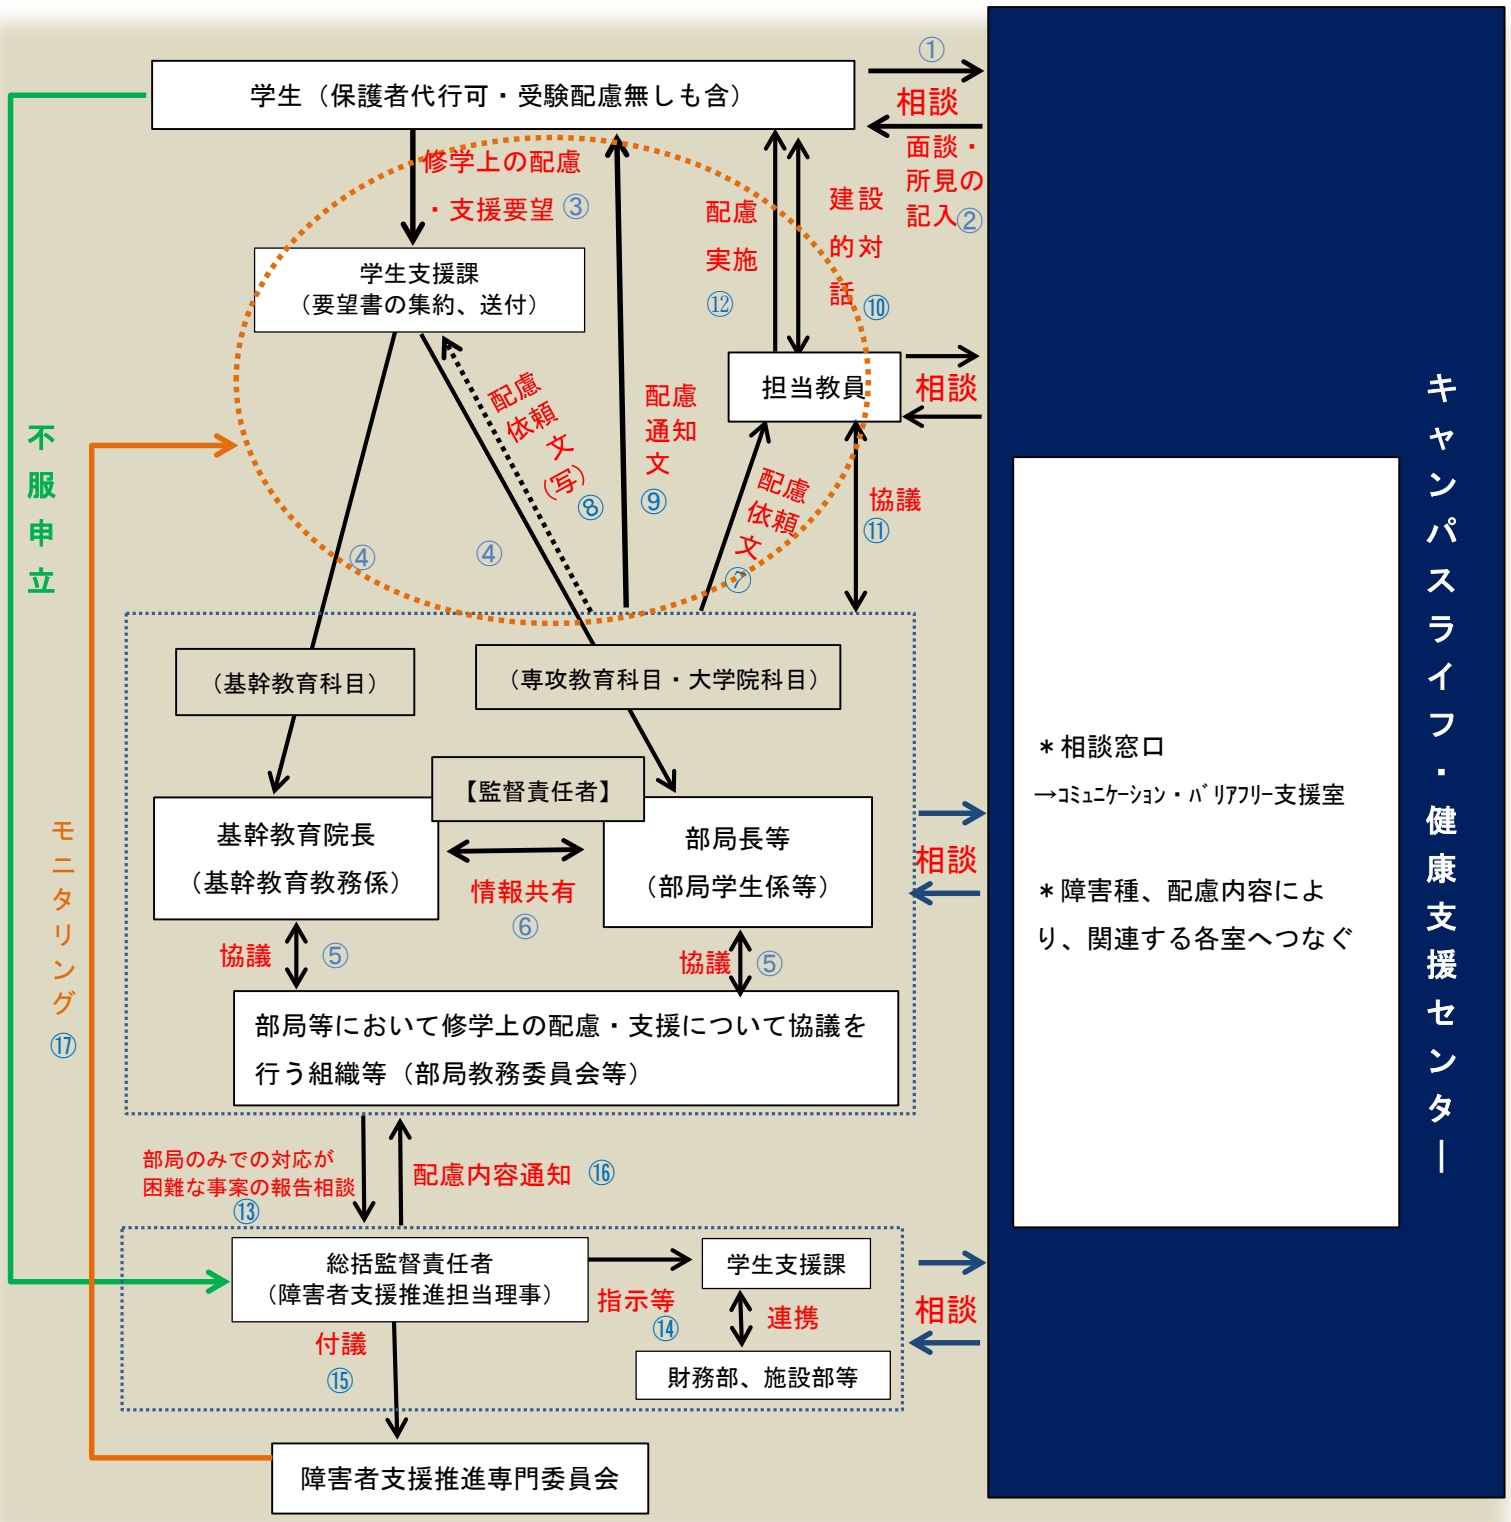 ①
学生（保護者代行可・受験配慮無しも含）
相談
面談・
所見の
記入②
修学上の配慮
・支援要望③
配慮
実施
⑫
建設
的対
話⑩
学生支援課
（要望書の集約、送付）
担当教員
相談
配慮
依頼
文
（写）
⑧
配慮
通知
文
⑨
配慮
依頼
文
⑦
協議
⑪
④
④
不服申立
（基幹教育科目）
（専攻教育科目・大学院科目）
【監督責任者】
基幹教育院長
（基幹教育教務係）
部局長等
（部局学生係等）
情報共有
⑥
相談
協議⑤
協議⑤
部局等において修学上の配慮・支援について協議を
行う組織等（部局教務委員会等）
モニタリング
⑰
部局のみでの対応が
困難な事案の報告相談
⑬
配慮内容通知⑯
総括監督責任者
（障害者支援推進担当理事）
指示等
⑭
学生支援課
連携
財務部、施設部等
相談
付議
⑮
障害者支援推進専門委員会
＊相談窓口
→ｺﾐｭﾆｹｰｼｮﾝ・ﾊﾞﾘｱﾌﾘｰ支援室
＊障害種、配慮内容によ
り、関連する各室へつなぐ
キャンパスライフ・健康支援センター